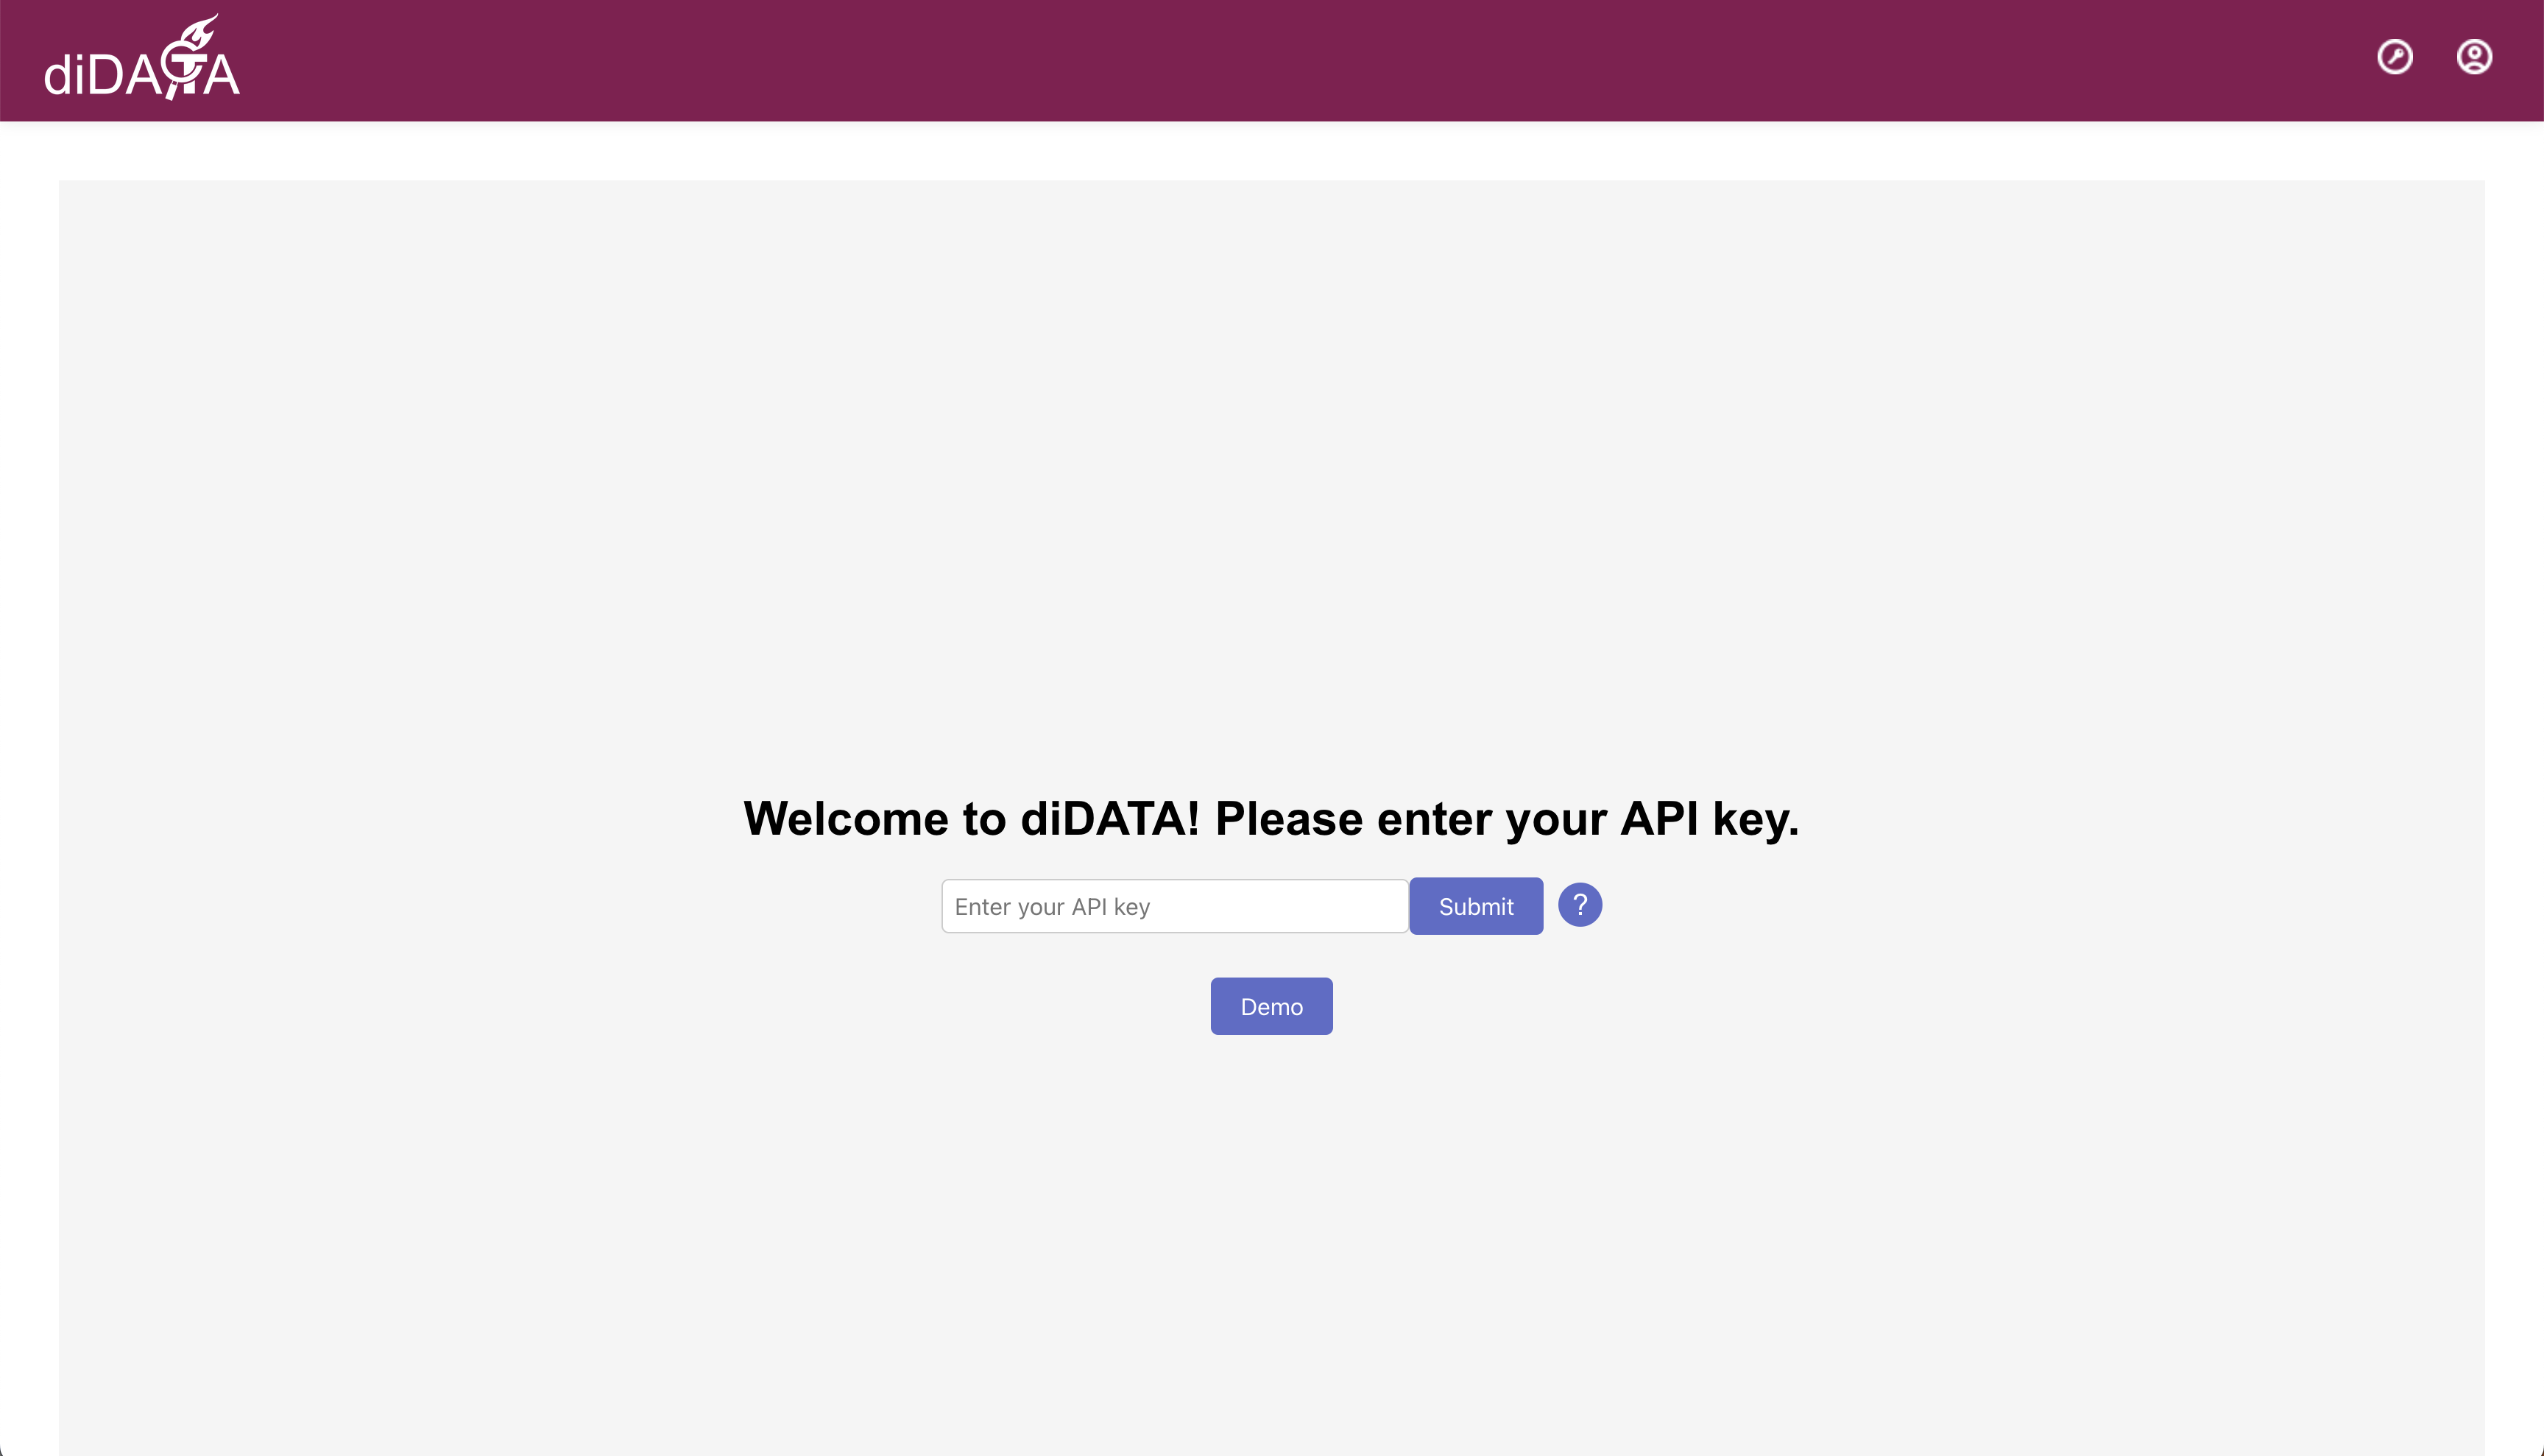 diDATA
Welcome to diDATA! Please enter your API key.
Enter your API key
Submit
?
Demo